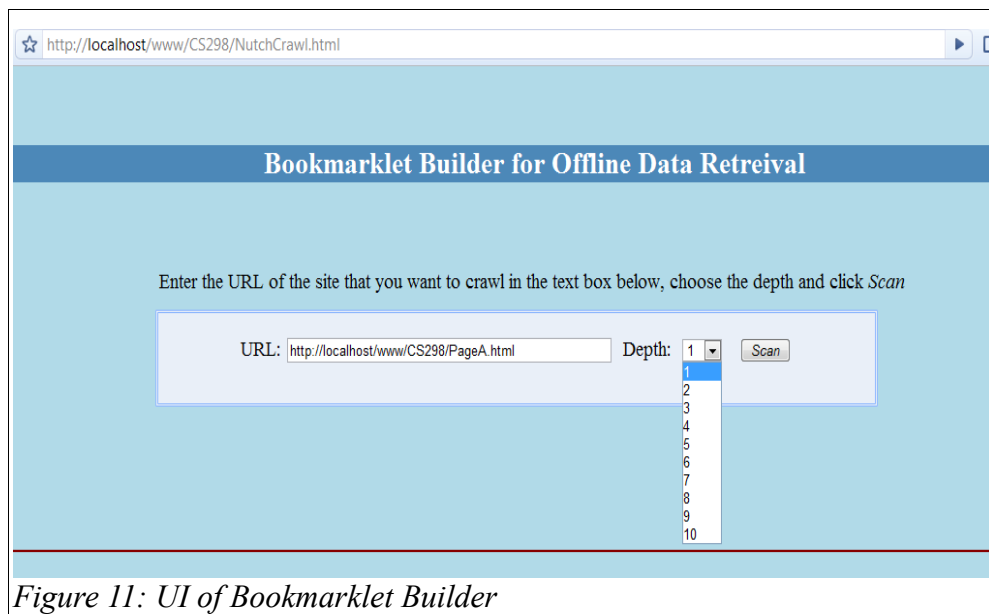 http://localhost/www/CS298/NutchCrawl.html
Bookmarklet Builder for Offline Data Retreival
Enter the URL of the site that you want to crawl in the text box below, choose the depth and click Scan
URL: http://localhost/www/CS298/PageA.html Depth: 1 Scan
1
2
3
4
5
6
7
8
9
10
Figure 11: UI of Bookmarklet Builder